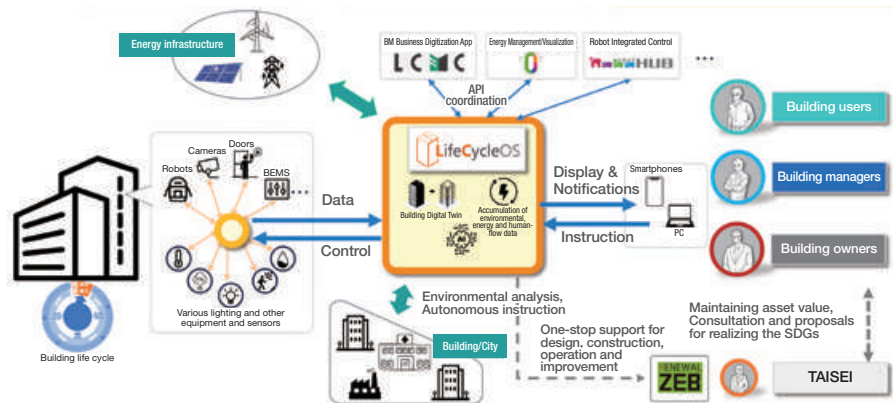 Energy infrastructure
BM Business Digitization App
LCMC
Energy Management/Visualization
Robot Integrated Control
HUB
...
API
coordination
Cameras
Doors
Robots
BEMS
...
Various lighting and other
equipment and sensors
Building life cycle
Data
Control
LifeCycleOS
Building Digital Twin
Accumulation of
environmental,
energy and human-
flow data
AI
Display &
Notifications
Instruction
Smartphones
PC
Building users
Building managers
Building owners
Environmental analysis,
Autonomous instruction
Building/City
One-stop support for
design, construction,
operation and
improvement
Maintaining asset value,
Consultation and proposals
for realizing the SDGs
RENEWAL
ZEB
TAISEI